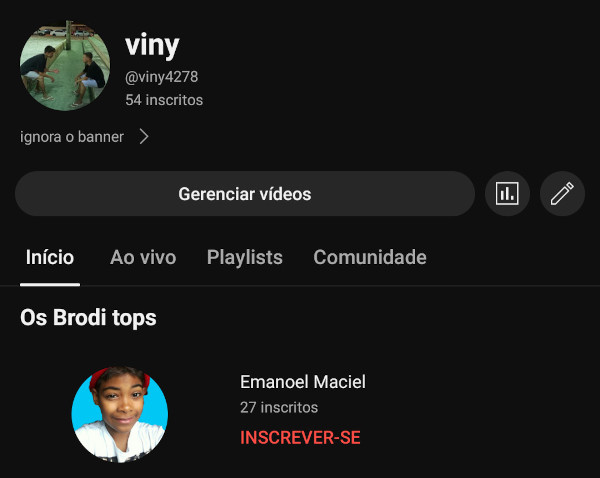 viny
@viny4278
54 inscritos
ignora o banner
Gerenciar vídeos
Início Ao vivo Playlists Comunidade
Os Brodi tops
Emanoel Maciel
27 inscritos
INSCREVER-SE